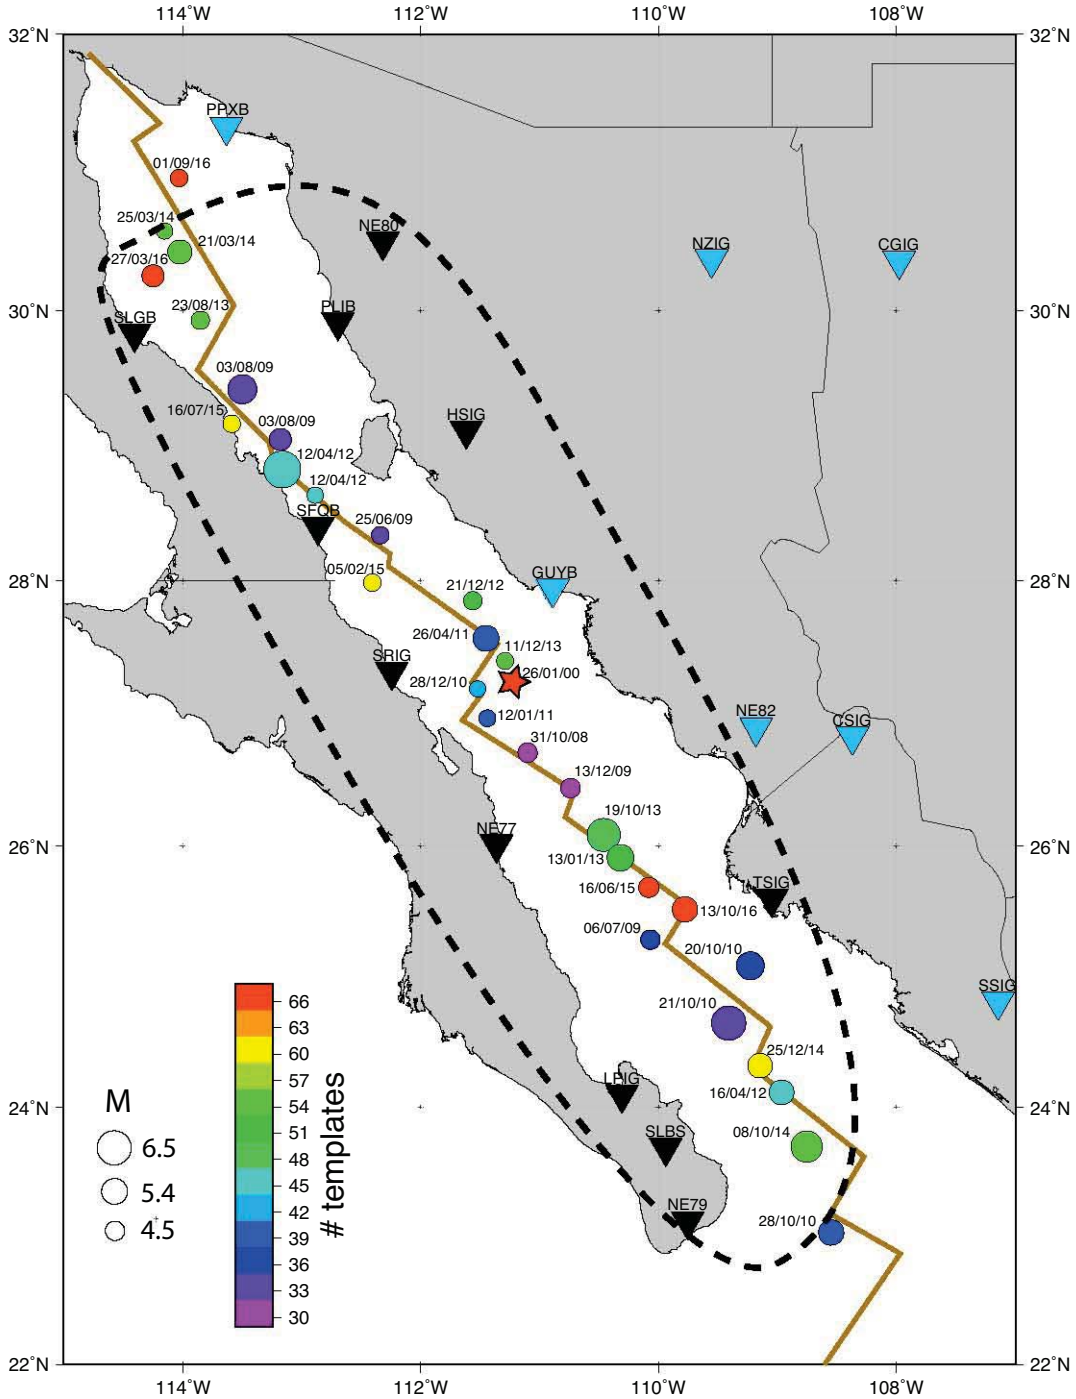 114°W 112°W 110°W 108°W
32°N 32°N
PPXB
01/09/16
25/03/14
NE80
21/03/14
NZIG
CGIG
27/03/16
23/08/13
PLIB
30°N 30°N
SLGB
03/08/09
16/07/15
HSIG
03/08/09
12/04/12
12/04/12
SFQB
25/06/09
05/02/15
GUYB
28°N 28°N
21/12/12
26/04/11
11/12/13
SRIG
26/01/00
28/12/10
12/01/11
NE82
CSIG
31/10/08
13/12/09
19/10/13
NE77
26°N 26°N
13/01/13
TSIG
16/06/15
13/10/16
06/07/09
20/10/10
SSIG
21/10/10
25/12/14
LPIG
16/04/12
24°N 24°N
SLBS
08/10/14
NE79
28/10/10
M
6.5
5.4
4.5
66
63
60
57
54
51
48
45
42
39
36
33
30
# templates
22°N 22°N
114°W 112°W 110°W 108°W